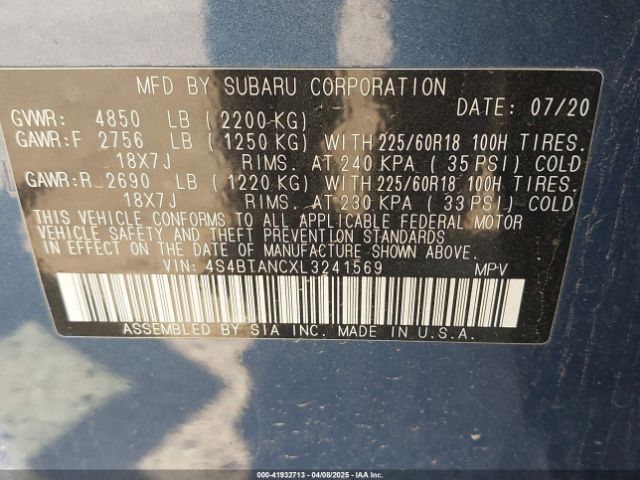 MFD BY SUBARU CORPORATION
DATE: 07/20
GVWR: 4850 LB ( 2200 KG)
GAWR:F 2756 LB ( 1250 KG) WITH 225/60R18 100H TIRES.
18X7J RIMS. AT 240 KPA ( 35 PSI) COLD
GAWR:R 2690 LB ( 1220 KG) WITH 225/60R18 100H TIRES.
18X7J RIMS. AT 230 KPA ( 33 PSI) COLD
THIS VEHICLE CONFORMS TO ALL APPLICABLE FEDERAL MOTOR
VEHICLE SAFETY AND THEFT PREVENTION STANDARDS
IN EFFECT ON THE DATE OF MANUFACTURE SHOWN ABOVE.
VIN: 4S4BTANCXL3241569 MPV
ASSEMBLED BY SIA INC. MADE IN U.S.A.
000-41932713 - 04/08/2025 - IAAI.COM